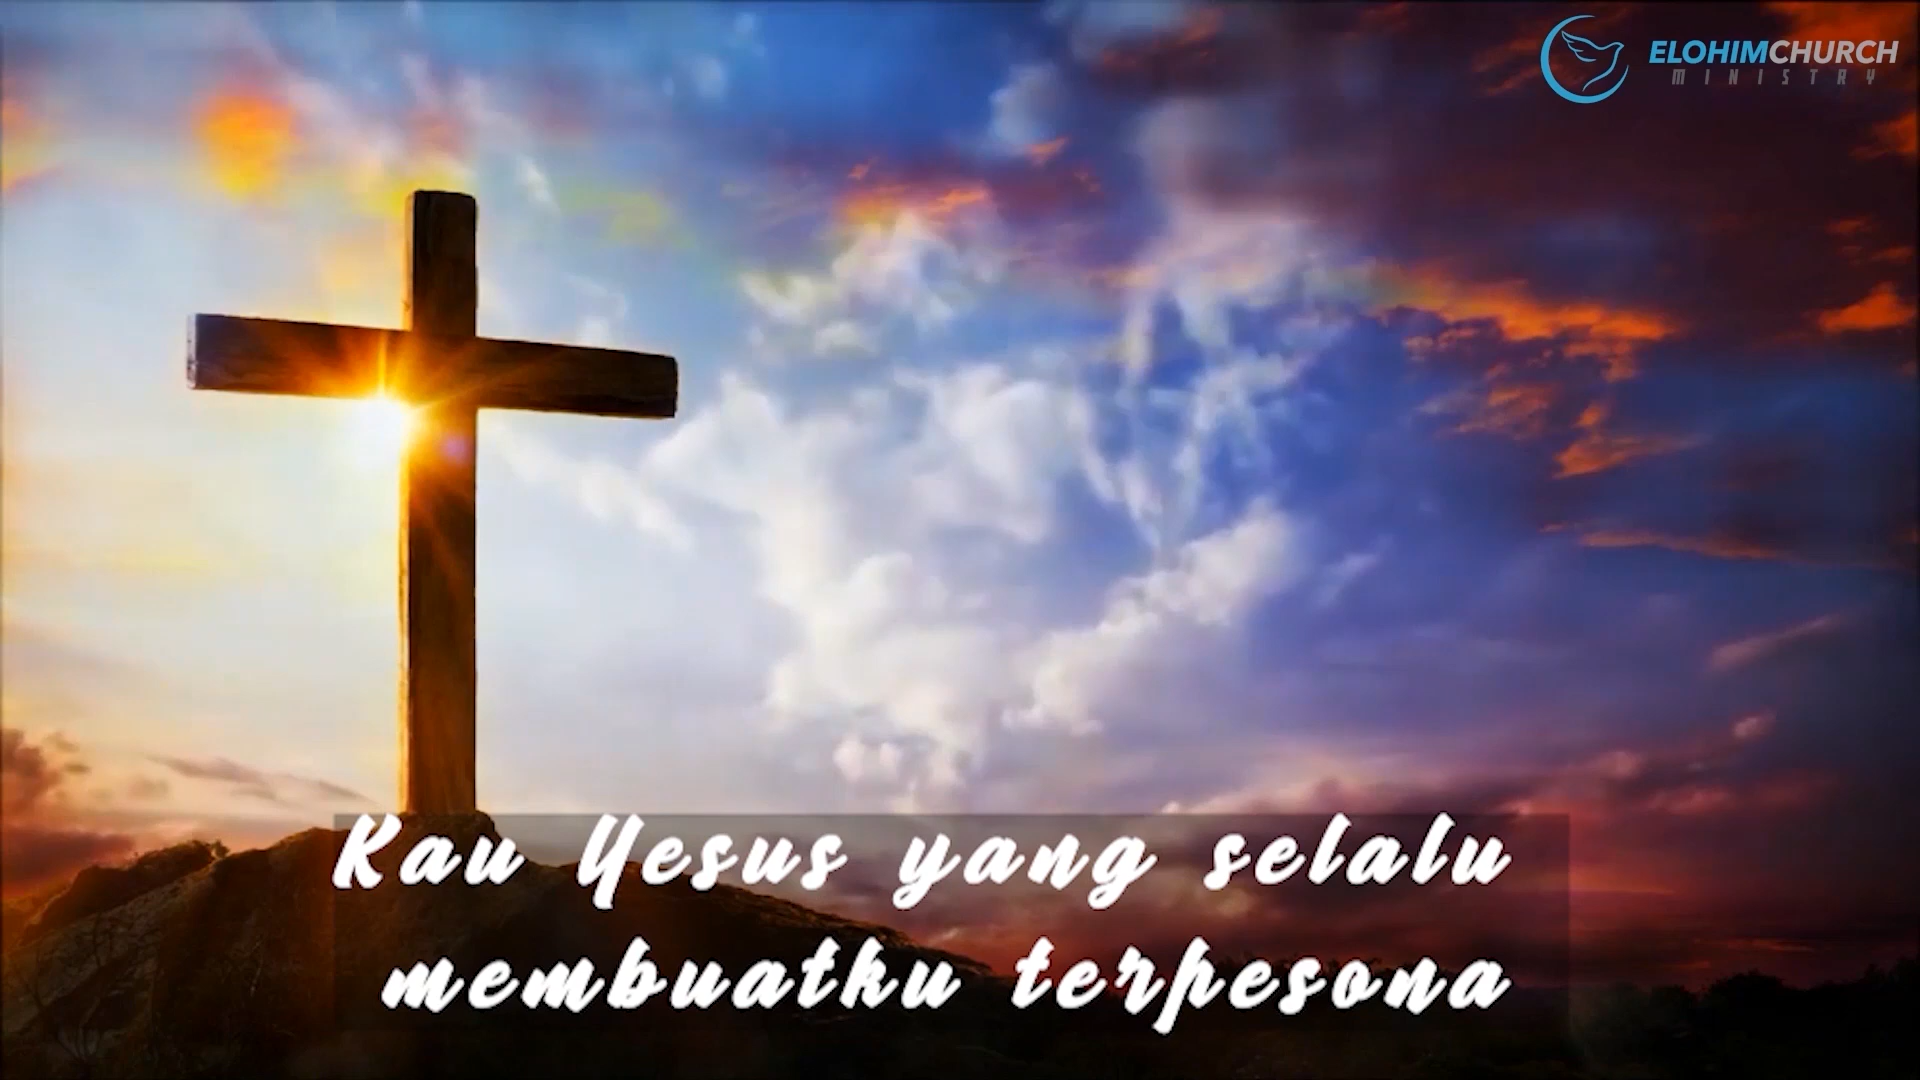 ELOHIMCHURCH
MINISTRY
Kau Yesus yang selalu
membuatku terpesona